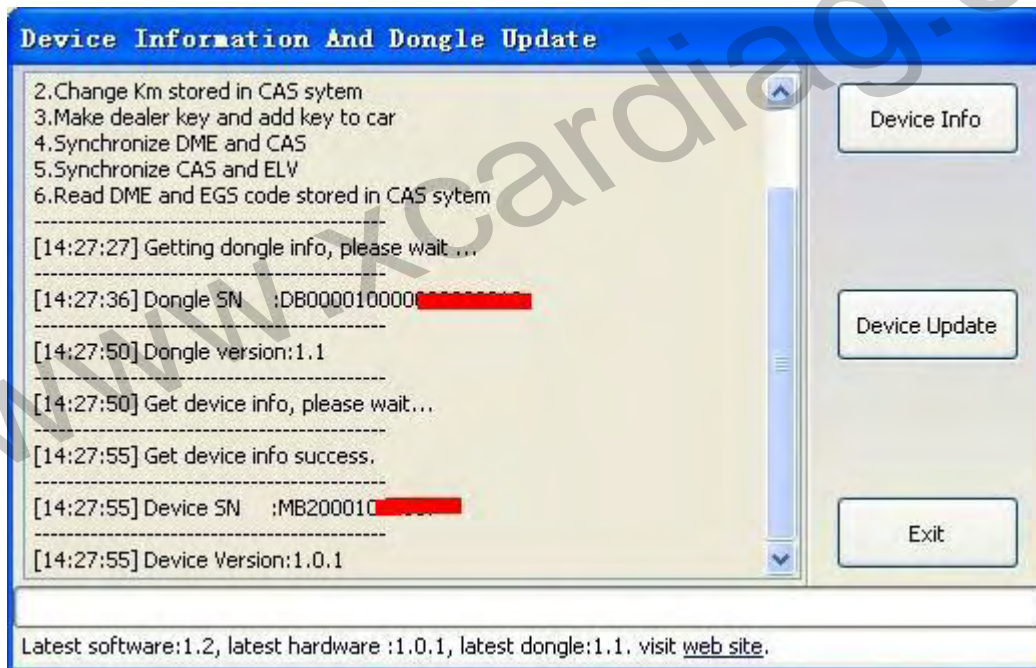 Device Information And Dongle Update
2.Change Km stored in CAS sytem
3.Make dealer key and add key to car
4.Synchronize DME and CAS
5.Synchronize CAS and ELV
6.Read DME and EGS code stored in CAS sytem
----------------------------------------
[14:27:27] Getting dongle info, please wait ...
----------------------------------------
[14:27:36] Dongle SN :DB000010000
----------------------------------------
[14:27:50] Dongle version:1.1
----------------------------------------
[14:27:50] Get device info, please wait...
----------------------------------------
[14:27:55] Get device info success.
----------------------------------------
[14:27:55] Device SN :MB200010
----------------------------------------
[14:27:55] Device Version:1.0.1
Device Info
Device Update
Exit
Latest software:1.2, latest hardware :1.0.1, latest dongle:1.1. visit web site.
www.xcardiag.c